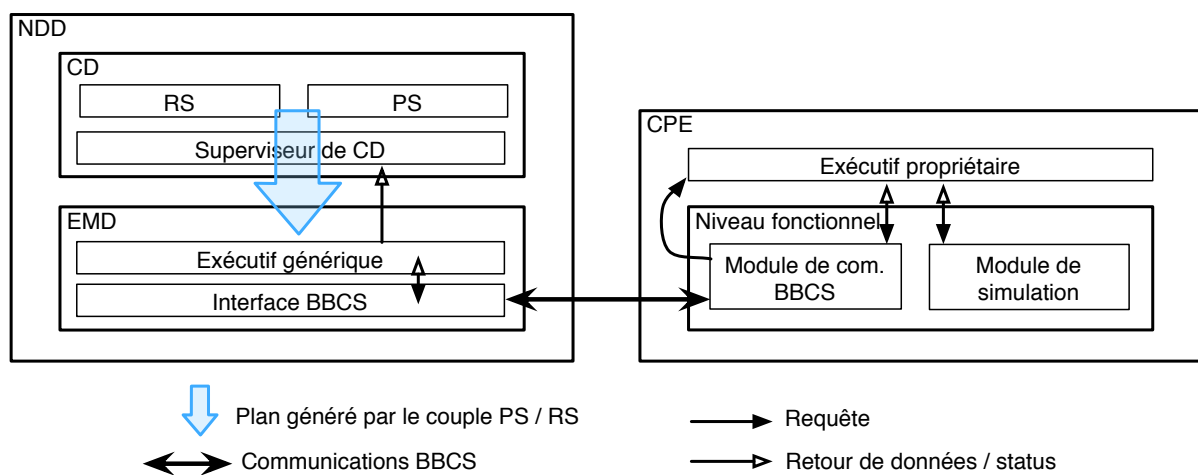 NDD
CD
RS
PS
Superviseur de CD
EMD
Exécutif générique
Interface BBCS
CPE
Exécutif propriétaire
Niveau fonctionnel
Module de com.
BBCS
Module de
simulation
Plan généré par le couple PS / RS
Communications BBCS
Requête
Retour de données / status